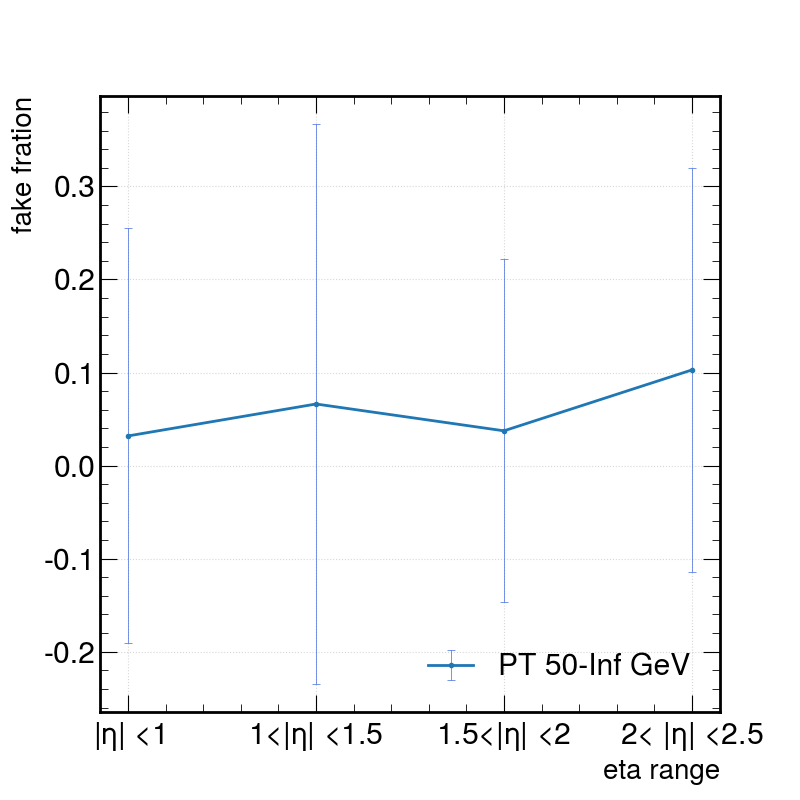 fake fration
0.3
0.2
0.1
0.0
-0.1
-0.2
PT 50-Inf GeV
|η| <1
1<|η| <1.5
1.5<|η| <2
2< |η| <2.5
eta range